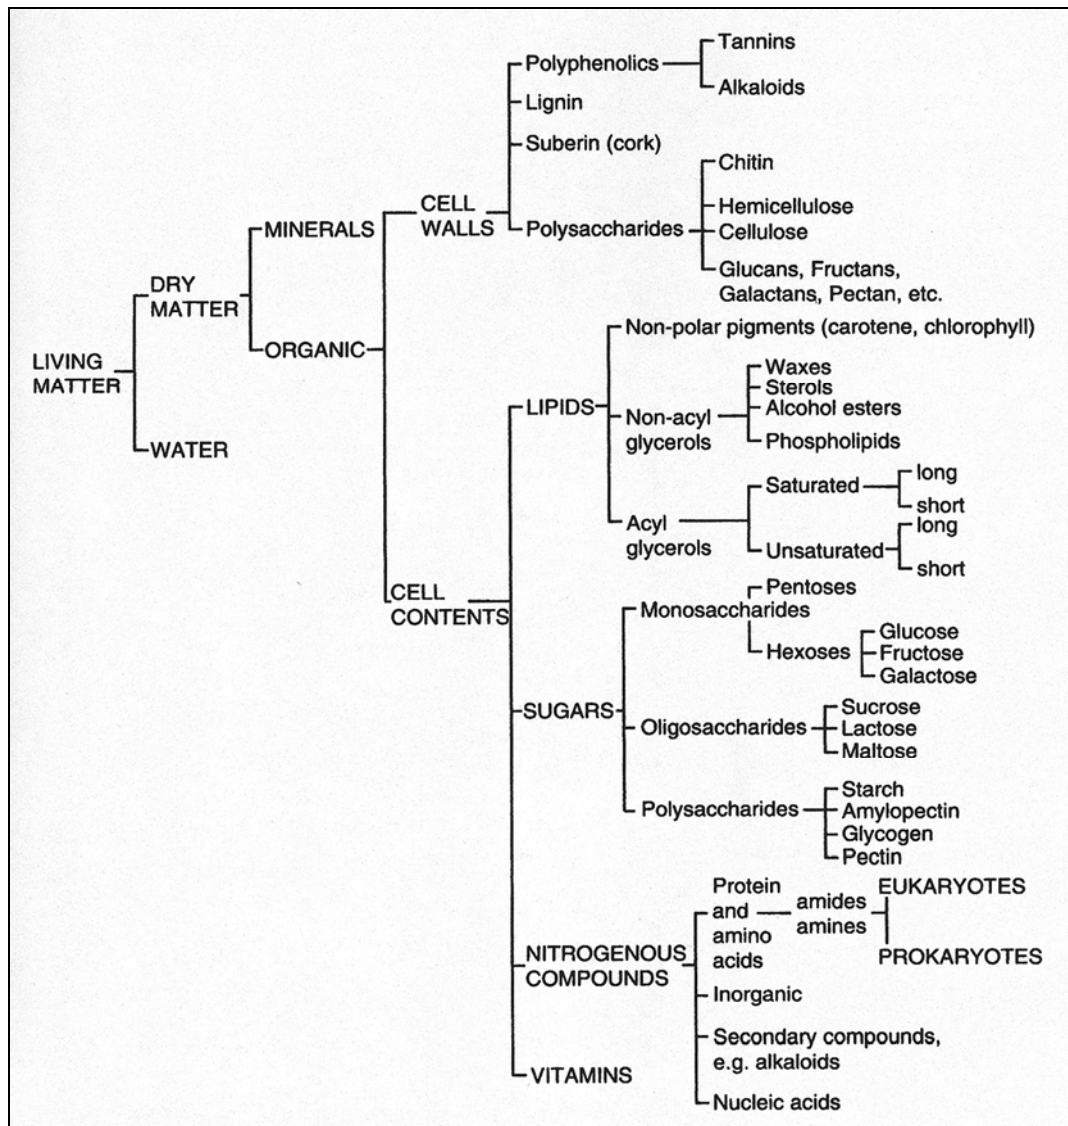 Polyphenolics
Tannins
Alkaloids
Lignin
Suberin (cork)
Polysaccharides
Chitin
Hemicellulose
Cellulose
Glucans, Fructans,
Galactans, Pectan, etc.
CELL
WALLS
MINERALS
DRY
MATTER
ORGANIC
LIVING
MATTER
WATER
Non-polar pigments (carotene, chlorophyll)
LIPIDS
Non-acyl
glycerols
Waxes
Sterols
Alcohol esters
Phospholipids
Acyl
glycerols
Saturated
long
short
Unsaturated
long
short
CELL
CONTENTS
Monosaccharides
Pentoses
Hexoses
Glucose
Fructose
Galactose
SUGARS
Oligosaccharides
Sucrose
Lactose
Maltose
Polysaccharides
Starch
Amylopectin
Glycogen
Pectin
NITROGENOUS
COMPOUNDS
Protein
and
amino
acids
amides
amines
EUKARYOTES
PROKARYOTES
Inorganic
Secondary compounds,
e.g. alkaloids
Nucleic acids
VITAMINS